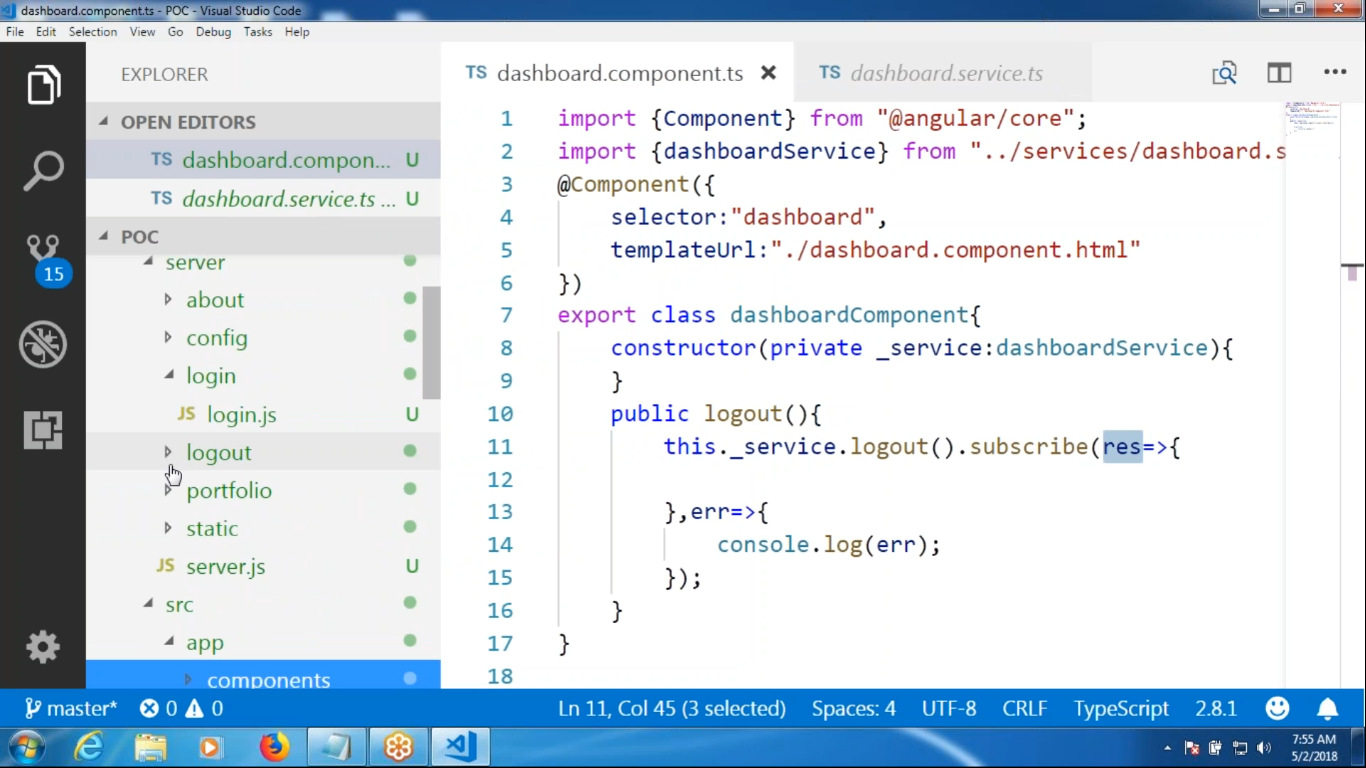 dashboard.component.ts - POC - Visual Studio Code
File Edit Selection View Go Debug Tasks Help
EXPLORER
OPEN EDITORS
TS dashboard.compon... U
TS dashboard.service.ts ... U
POC
server
about
config
login
JS login.js U
logout
portfolio
static
JS server.js U
src
app
components
15
TS dashboard.component.ts
TS dashboard.service.ts
1 import {Component} from "@angular/core";
2 import {dashboardService} from "../services/dashboard.s
3 @Component({
4 selector:"dashboard",
5 templateUrl:"./dashboard.component.html"
6 })
7 export class dashboardComponent{
8 constructor(private _service:dashboardService){
9 }
10 public logout(){
11 this._service.logout().subscribe(res=>{
12
13 },err=>{
14 console.log(err);
15 });
16 }
17 }
18
master* 0 0 Ln 11, Col 45 (3 selected) Spaces: 4 UTF-8 CRLF TypeScript 2.8.1
7:55 AM
5/2/2018